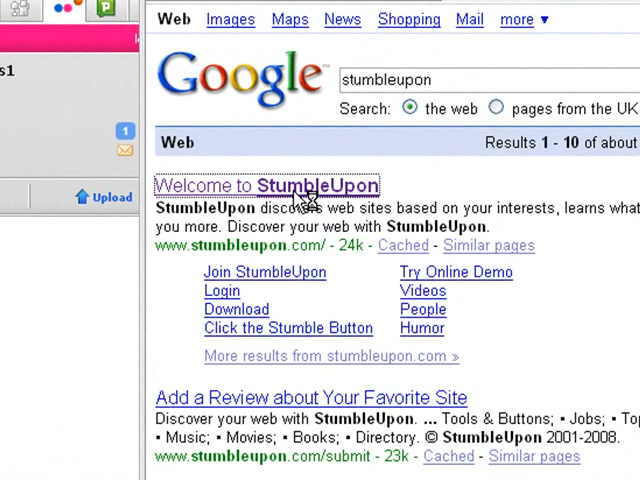 Web Images Maps News Shopping Mail more ▼
s1
Google™
stumbleupon
Search: the web pages from the UK
1
Web Results 1 - 10 of about
Upload
Welcome to StumbleUpon
StumbleUpon discovers web sites based on your interests, learns what
you more. Discover your web with StumbleUpon.
www.stumbleupon.com/ - 24k - Cached - Similar pages
Join StumbleUpon Try Online Demo
Login Videos
Download People
Click the Stumble Button Humor
More results from stumbleupon.com »
Add a Review about Your Favorite Site
Discover your web with StumbleUpon. ... Tools & Buttons; ▪ Jobs; ▪ To
▪ Music; ▪ Movies; ▪ Books; ▪ Directory. © StumbleUpon 2001-2008.
www.stumbleupon.com/submit - 23k - Cached - Similar pages